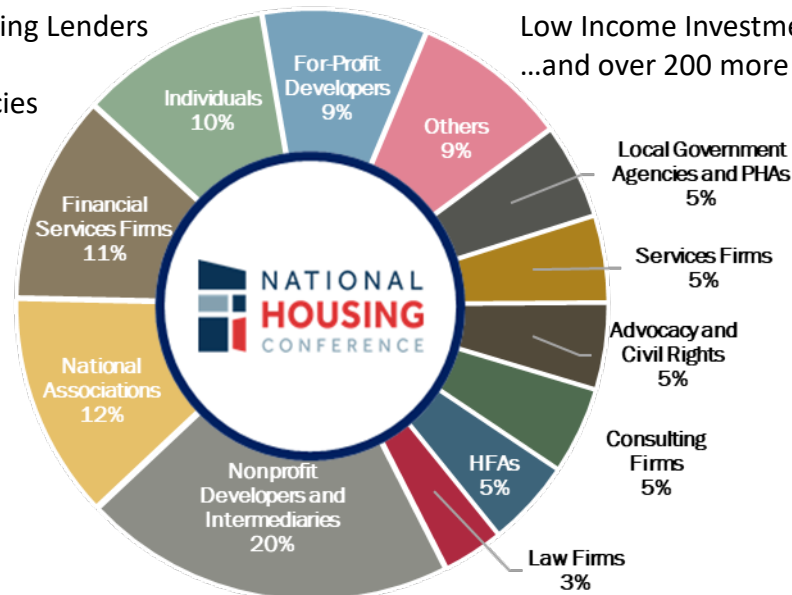 ing Lenders
cies
Low Income Investme
...and over 200 more
For-Profit
Developers
9%
Others
9%
Local Government
Agencies and PHAs
5%
Services Firms
5%
Advocacy and
Civil Rights
5%
Consulting
Firms
5%
HFAs
5%
Law Firms
3%
Nonprofit
Developers and
Intermediaries
20%
National
Associations
12%
Financial
Services Firms
11%
Individuals
10%
NATIONAL
HOUSING
CONFERENCE